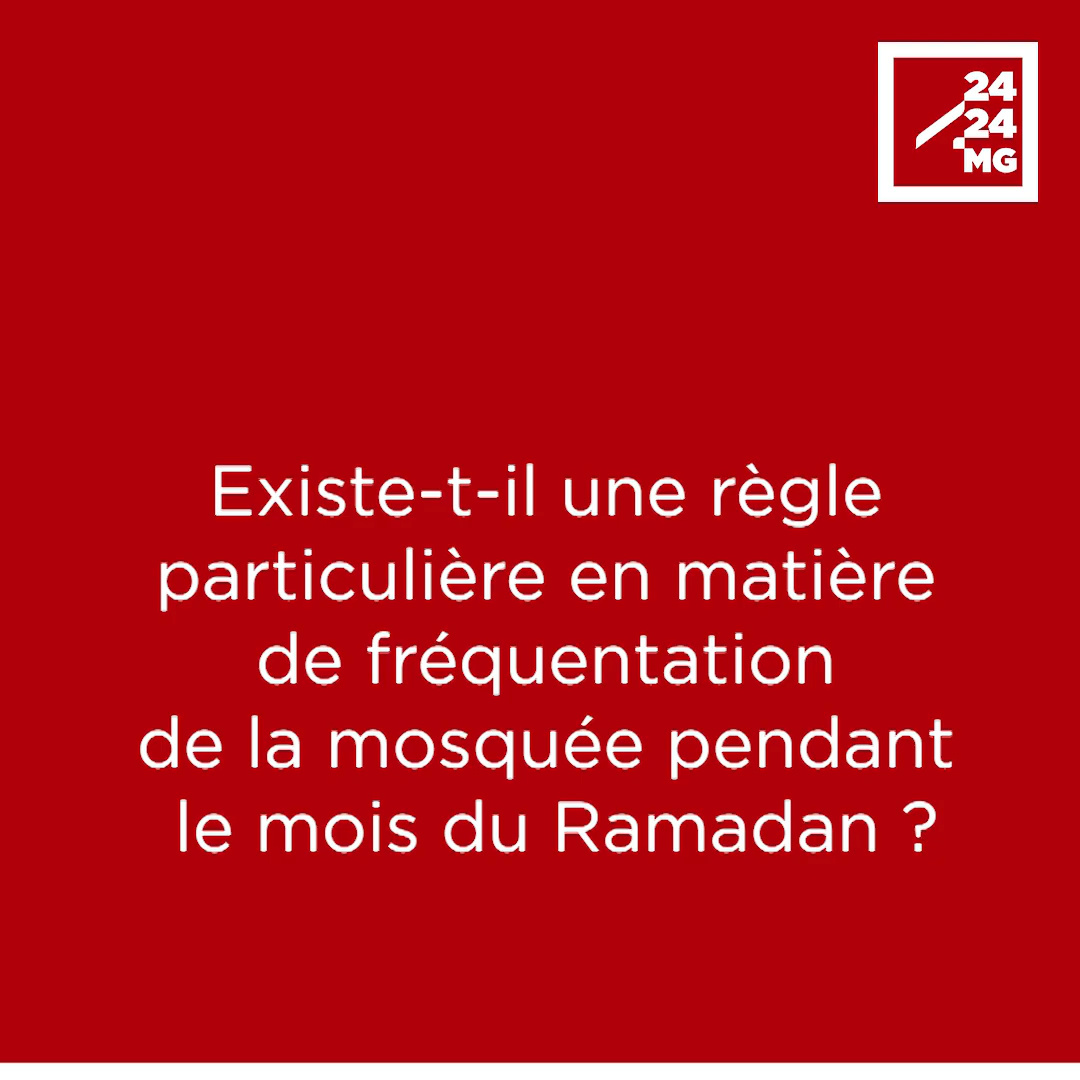 24
24
MG
Existe-t-il une règle
particulière en matière
de fréquentation
de la mosquée pendant
le mois du Ramadan ?